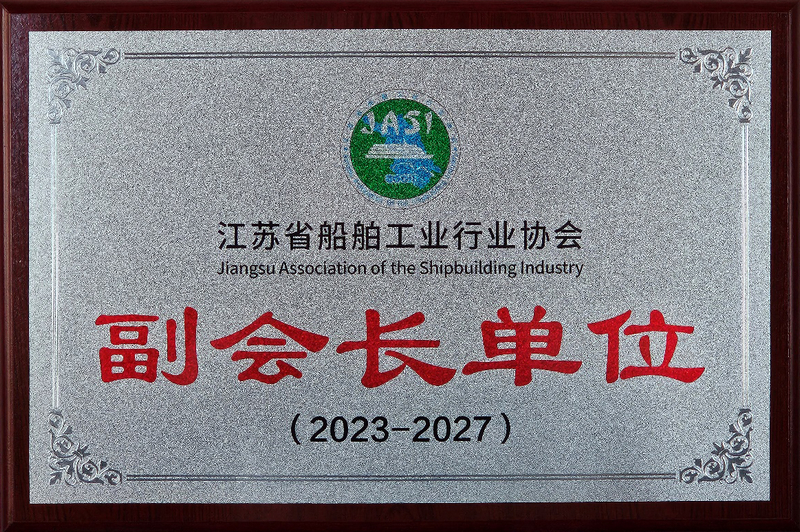 JASI
江苏省船舶工业行业协会
Jiangsu Association of the Shipbuilding Industry
副会长单位
（2023-2027）